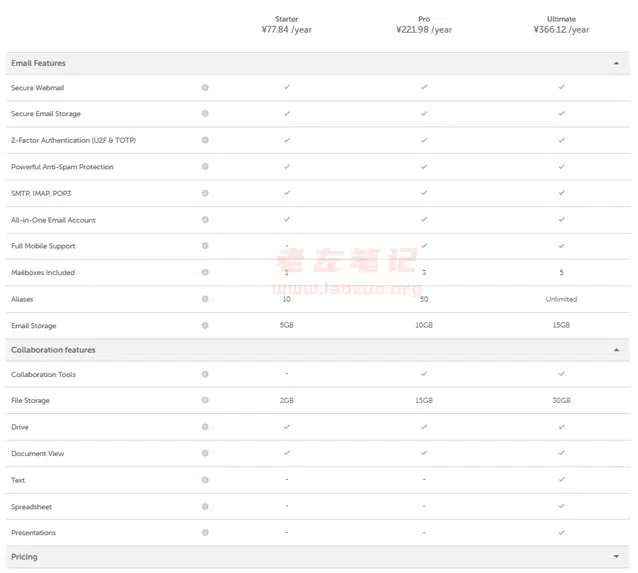 Starter Pro Ultimate
¥77.84 /year ¥221.98 /year ¥366.12 /year
Email Features
Secure Webmail
Secure Email Storage
2-Factor Authentication (U2F & TOTP)
Powerful Anti-Spam Protection
SMTP, IMAP, POP3
All-in-One Email Account
Full Mobile Support -
老左笔记
Mailboxes Included 1 3 5
www.laozuo.org
Aliases 10 50 Unlimited
Email Storage 5GB 10GB 15GB
Collaboration features
Collaboration Tools -
File Storage 2GB 15GB 30GB
Drive
Document View
Text - -
Spreadsheet - -
Presentations - -
Pricing